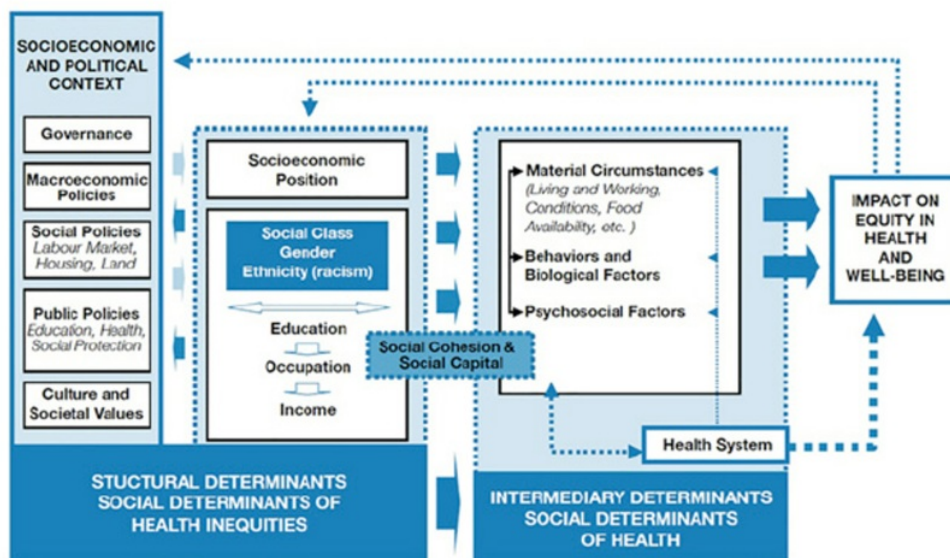 SOCIOECONOMIC
AND POLITICAL
CONTEXT
Governance
Macroeconomic
Policies
Social Policies
Labour Market,
Housing, Land
Public Policies
Education, Health,
Social Protection
Culture and
Societal Values
Socioeconomic
Position
Social Class
Gender
Ethnicity (racism)
Education
Occupation
Income
Social Cohesion &
Social Capital
Material Circumstances
(Living and Working,
Conditions, Food
Availability, etc. )
Behaviors and
Biological Factors
Psychosocial Factors
Health System
IMPACT ON
EQUITY IN
HEALTH
AND
WELL-BEING
STUCTURAL DETERMINANTS
SOCIAL DETERMINANTS OF
HEALTH INEQUITIES
INTERMEDIARY DETERMINANTS
SOCIAL DETERMINANTS
OF HEALTH